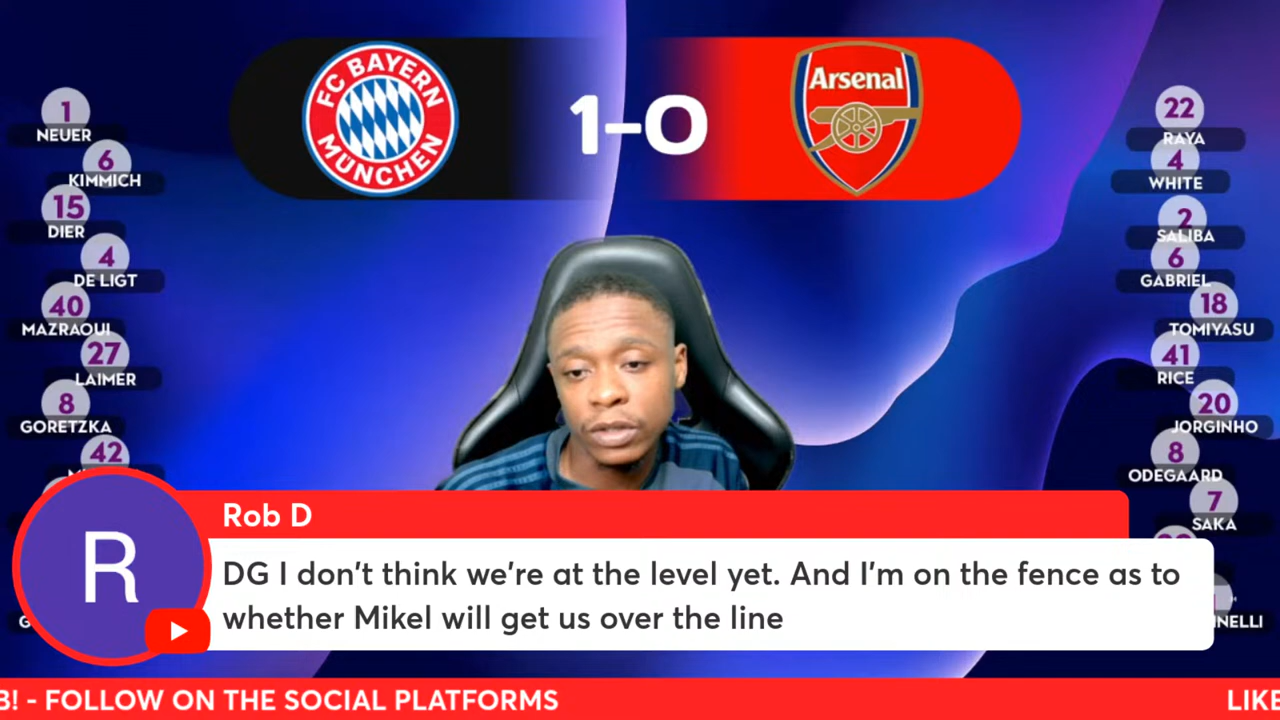 FC BAYERN
MÜNCHEN
1-0
Arsenal
1
NEUER
6
KIMMICH
15
DIER
4
DE LIGT
40
MAZRAOUI
27
LAIMER
8
GORETZKA
42
22
RAYA
4
WHITE
2
SALIBA
6
GABRIEL
18
TOMIYASU
41
RICE
20
JORGINHO
8
ODEGAARD
7
SAKA
INELLI
R
Rob D
DG I don't think we're at the level yet. And I'm on the fence as to
whether Mikel will get us over the line
B! - FOLLOW ON THE SOCIAL PLATFORMS
LIKE